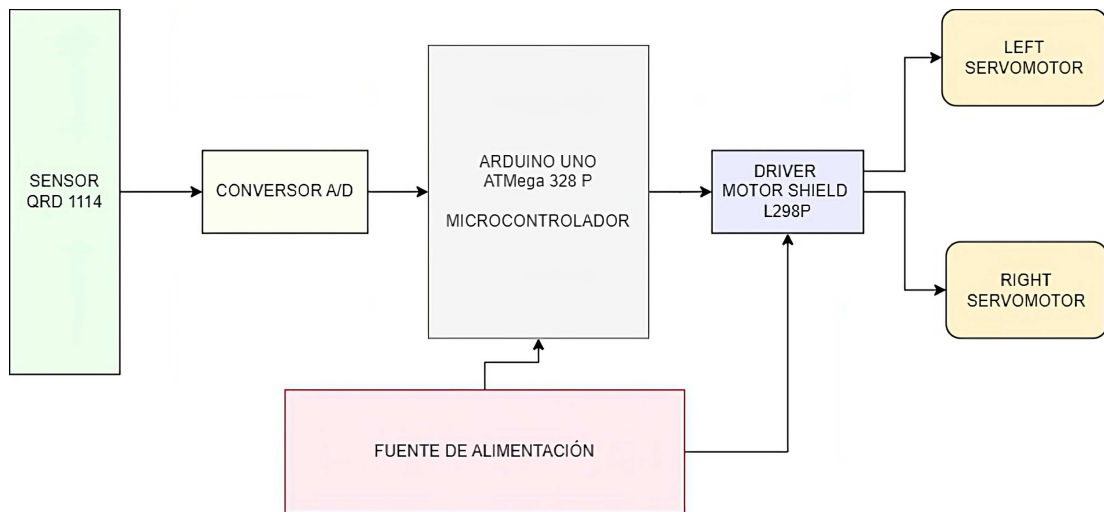 SENSOR
QRD 1114
CONVERSOR A/D
ARDUINO UNO
ATMega 328 P
MICROCONTROLADOR
DRIVER
MOTOR SHIELD
L298P
LEFT
SERVOMOTOR
RIGHT
SERVOMOTOR
FUENTE DE ALIMENTACIÓN